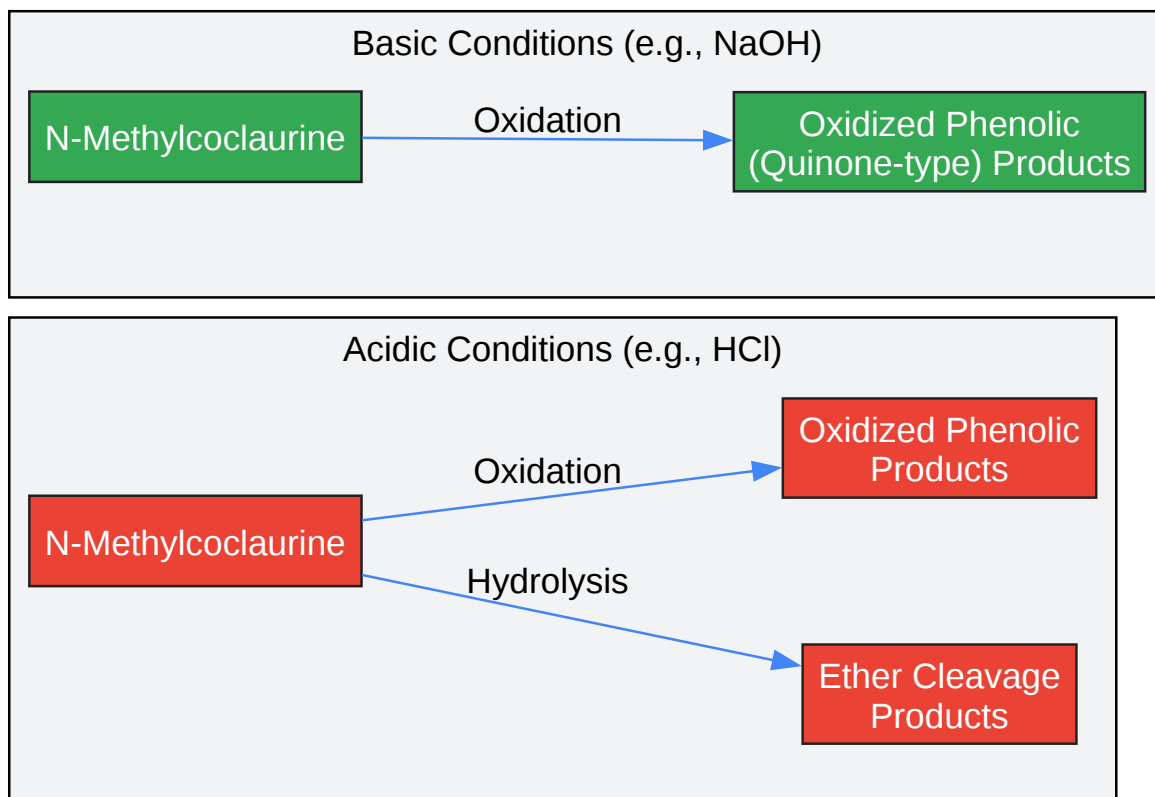 Basic Conditions (e.g., NaOH)
N-Methylcoclaurine
Oxidation
Oxidized Phenolic
(Quinone-type) Products
Acidic Conditions (e.g., HCl)
N-Methylcoclaurine
Oxidation
Oxidized Phenolic
Products
Hydrolysis
Ether Cleavage
Products